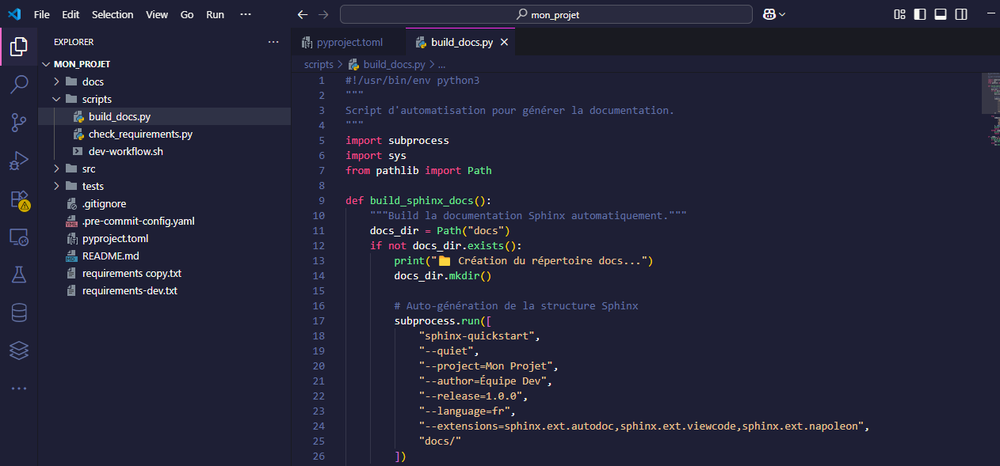 File Edit Selection View Go Run ···
mon_projet
EXPLORER ···
MON_PROJET
docs
scripts
build_docs.py
check_requirements.py
dev-workflow.sh
src
tests
.gitignore
.pre-commit-config.yaml
pyproject.toml
README.md
requirements copy.txt
requirements-dev.txt
pyproject.toml build_docs.py
scripts > build_docs.py > ...
1 #!/usr/bin/env python3
2 """
3 Script d'automatisation pour générer la documentation.
4 """
5 import subprocess
6 import sys
7 from pathlib import Path
8
9 def build_sphinx_docs():
10 """Build la documentation Sphinx automatiquement."""
11 docs_dir = Path("docs")
12 if not docs_dir.exists():
13 print("📁 Création du répertoire docs...")
14 docs_dir.mkdir()
15
16 # Auto-génération de la structure Sphinx
17 subprocess.run([
18 "sphinx-quickstart",
19 "--quiet",
20 "--project=Mon Projet",
21 "--author=Équipe Dev",
22 "--release=1.0.0",
23 "--language=fr",
24 "--extensions=sphinx.ext.autodoc,sphinx.ext.viewcode,sphinx.ext.napoleon",
25 "docs/"
26 ])